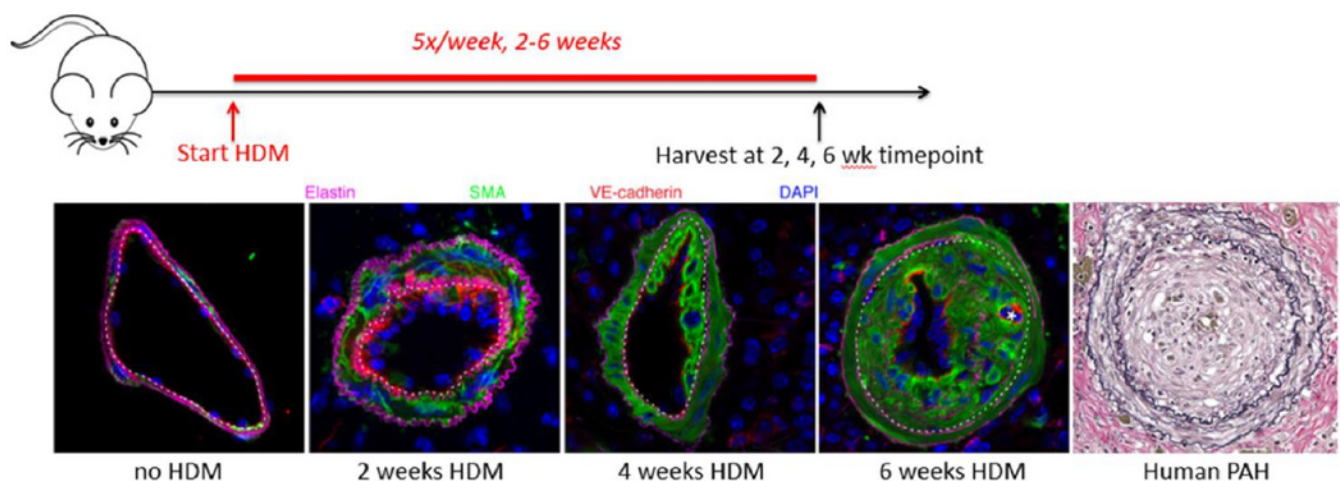 5x/week, 2-6 weeks
Start HDM
Harvest at 2, 4, 6 wk timepoint
Elastin SMA VE-cadherin DAPI
no HDM 2 weeks HDM 4 weeks HDM 6 weeks HDM Human PAH